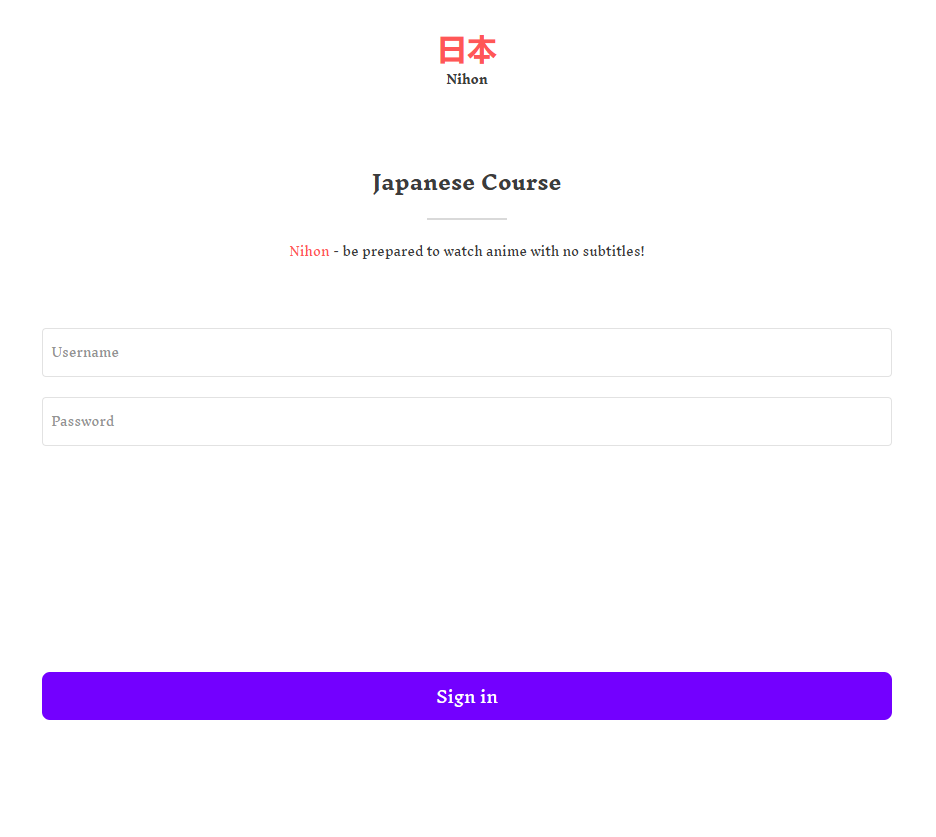 日本
Nihon
Japanese Course
Nihon - be prepared to watch anime with no subtitles!
Username
Password
Sign in